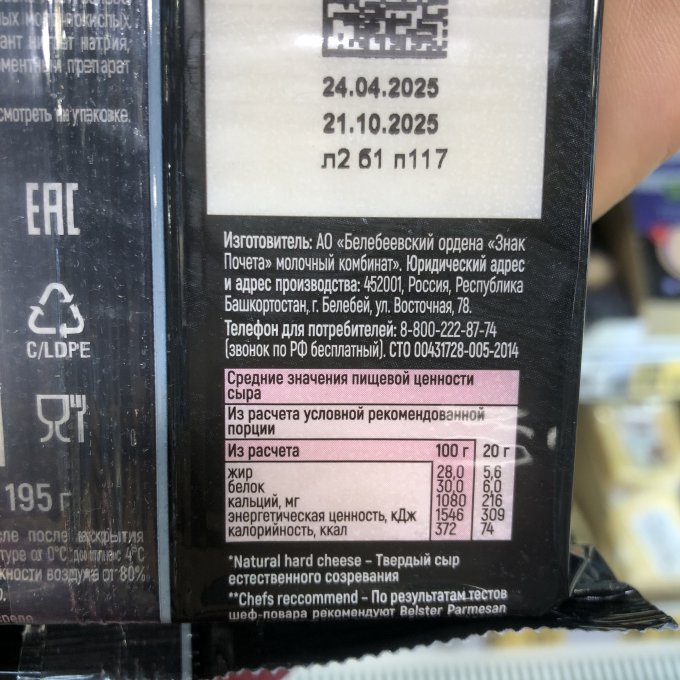 натрия,
препарат
смотреть на упаковке.
EAC
C/LDPE
195 г
после вскрытия
24.04.2025
21.10.2025
л2 б1 п117
Изготовитель: АО «Белебеевский ордена «Знак
Почета» молочный комбинат». Юридический адрес
и адрес производства: 452001, Россия, Республика
Башкортостан, г. Белебей, ул. Восточная, 78.
Телефон для потребителей: 8-800-222-87-74
(звонок по РФ бесплатный). СТО 00431728-005-2014
Средние значения пищевой ценности
сыра
Из расчета условной рекомендованной
порции
Из расчета 100 г 20 г
жир 28,0 5,6
белок 30,0 6,0
кальций, мг 1080 216
энергетическая ценность, кДж 1546 309
калорийность, ккал 372 74
*Natural hard cheese – Твердый сыр
естественного созревания
**Chefs reccommend – По результатам тестов
шеф-повара рекомендуют Belster Parmesan